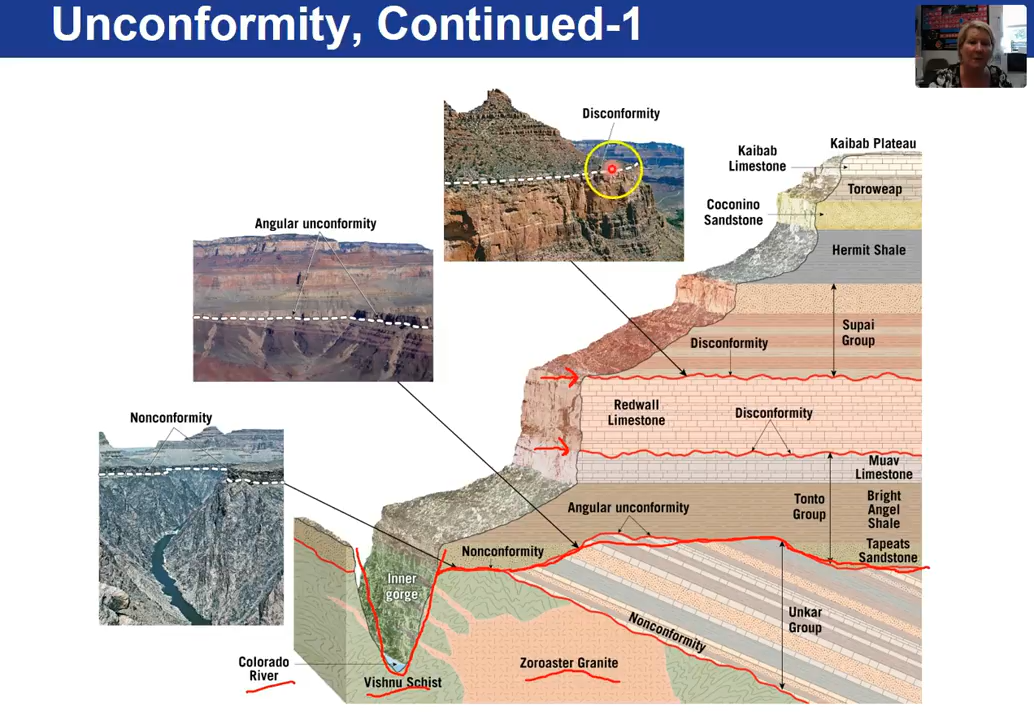 Unconformity, Continued-1
Disconformity
Kaibab Plateau
Kaibab
Limestone
Toroweap
Coconino
Sandstone
Angular unconformity
Hermit Shale
Supai
Group
Disconformity
Redwall
Limestone
Disconformity
Nonconformity
Muav
Limestone
Tonto
Group
Bright
Angel
Shale
Angular unconformity
Tapeats
Sandstone
Nonconformity
Inner
gorge
Unkar
Group
Nonconformity
Colorado
River
Vishnu Schist
Zoroaster Granite